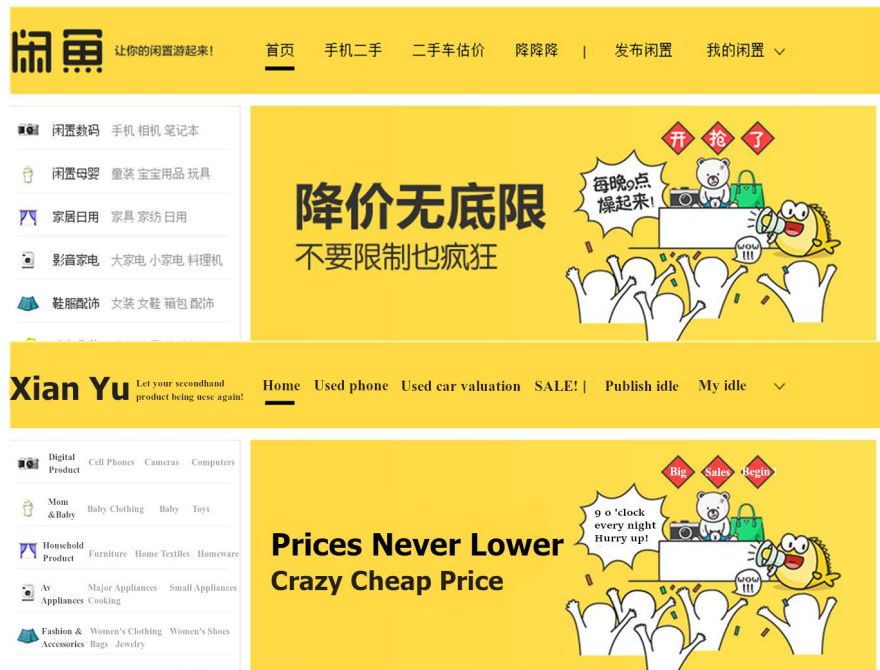 闲鱼 让你的闲置游起来! 首页 手机二手 二手车估价 降降降 | 发布闲置 我的闲置
闲置数码 手机 相机 笔记本
闲置母婴 童装 宝宝用品 玩具
家居日用 家具 家纺 日用
影音家电 大家电 小家电 料理机
鞋服配饰 女装 女鞋 箱包 配饰
开抢了
每晚9点
燥起来!
降价无底限
不要限制也疯狂
WOW
!!!
Xian Yu
Let your secondhand
product being ucse again!
Home Used phone Used car valuation SALE! | Publish idle My idle
Digital
Product
Cell Phones Cameras Computers
Mom
&Baby
Baby Clothing Baby Toys
Household
Product
Furniture Home Textiles Homeware
Av
Appliances
Major Appliances Small Appliances
Cooking
Fashion &
Accessories
Women's Clothing Women's Shoes
Bags Jewelry
Big Sales Begin !
9 o 'clock
every night
Hurry up!
Prices Never Lower
Crazy Cheap Price
WOW
!!!